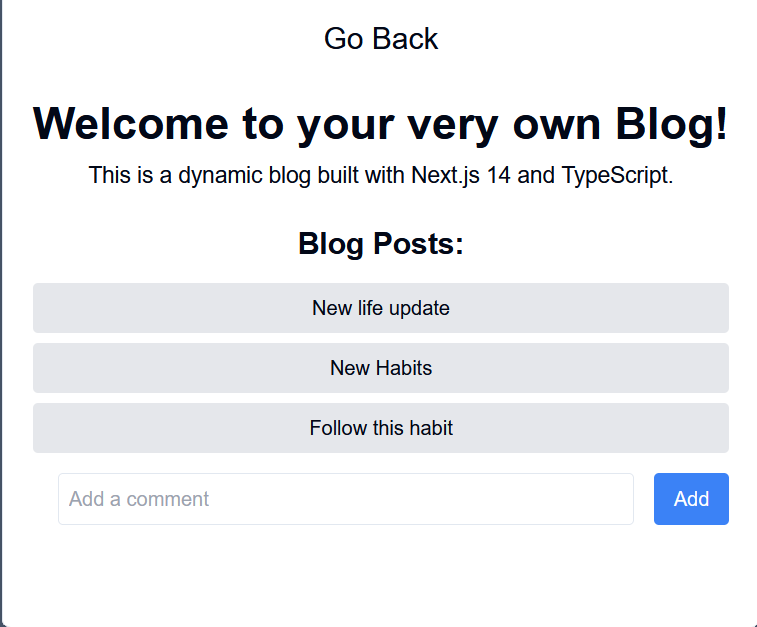 Go Back
Welcome to your very own Blog!
This is a dynamic blog built with Next.js 14 and TypeScript.
Blog Posts:
New life update
New Habits
Follow this habit
Add a comment
Add